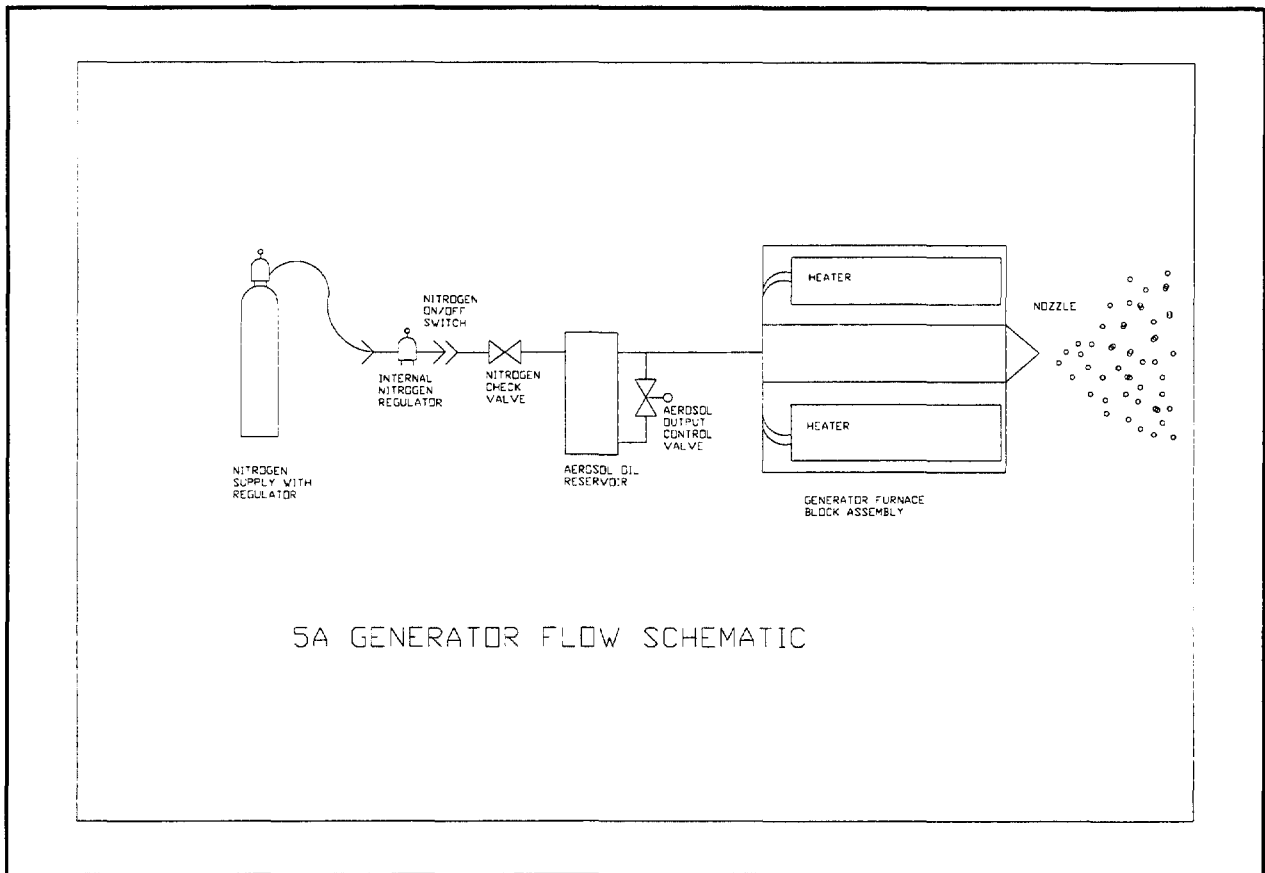 NITROGEN
ON/OFF
SWITCH
HEATER
NOZZLE
INTERNAL
NITROGEN
REGULATOR
NITROGEN
CHECK
VALVE
AEROSOL
OUTPUT
CONTROL
VALVE
HEATER
NITROGEN
SUPPLY WITH
REGULATOR
AEROSOL OIL
RESERVOIR
GENERATOR FURNACE
BLOCK ASSEMBLY
5A GENERATOR FLOW SCHEMATIC